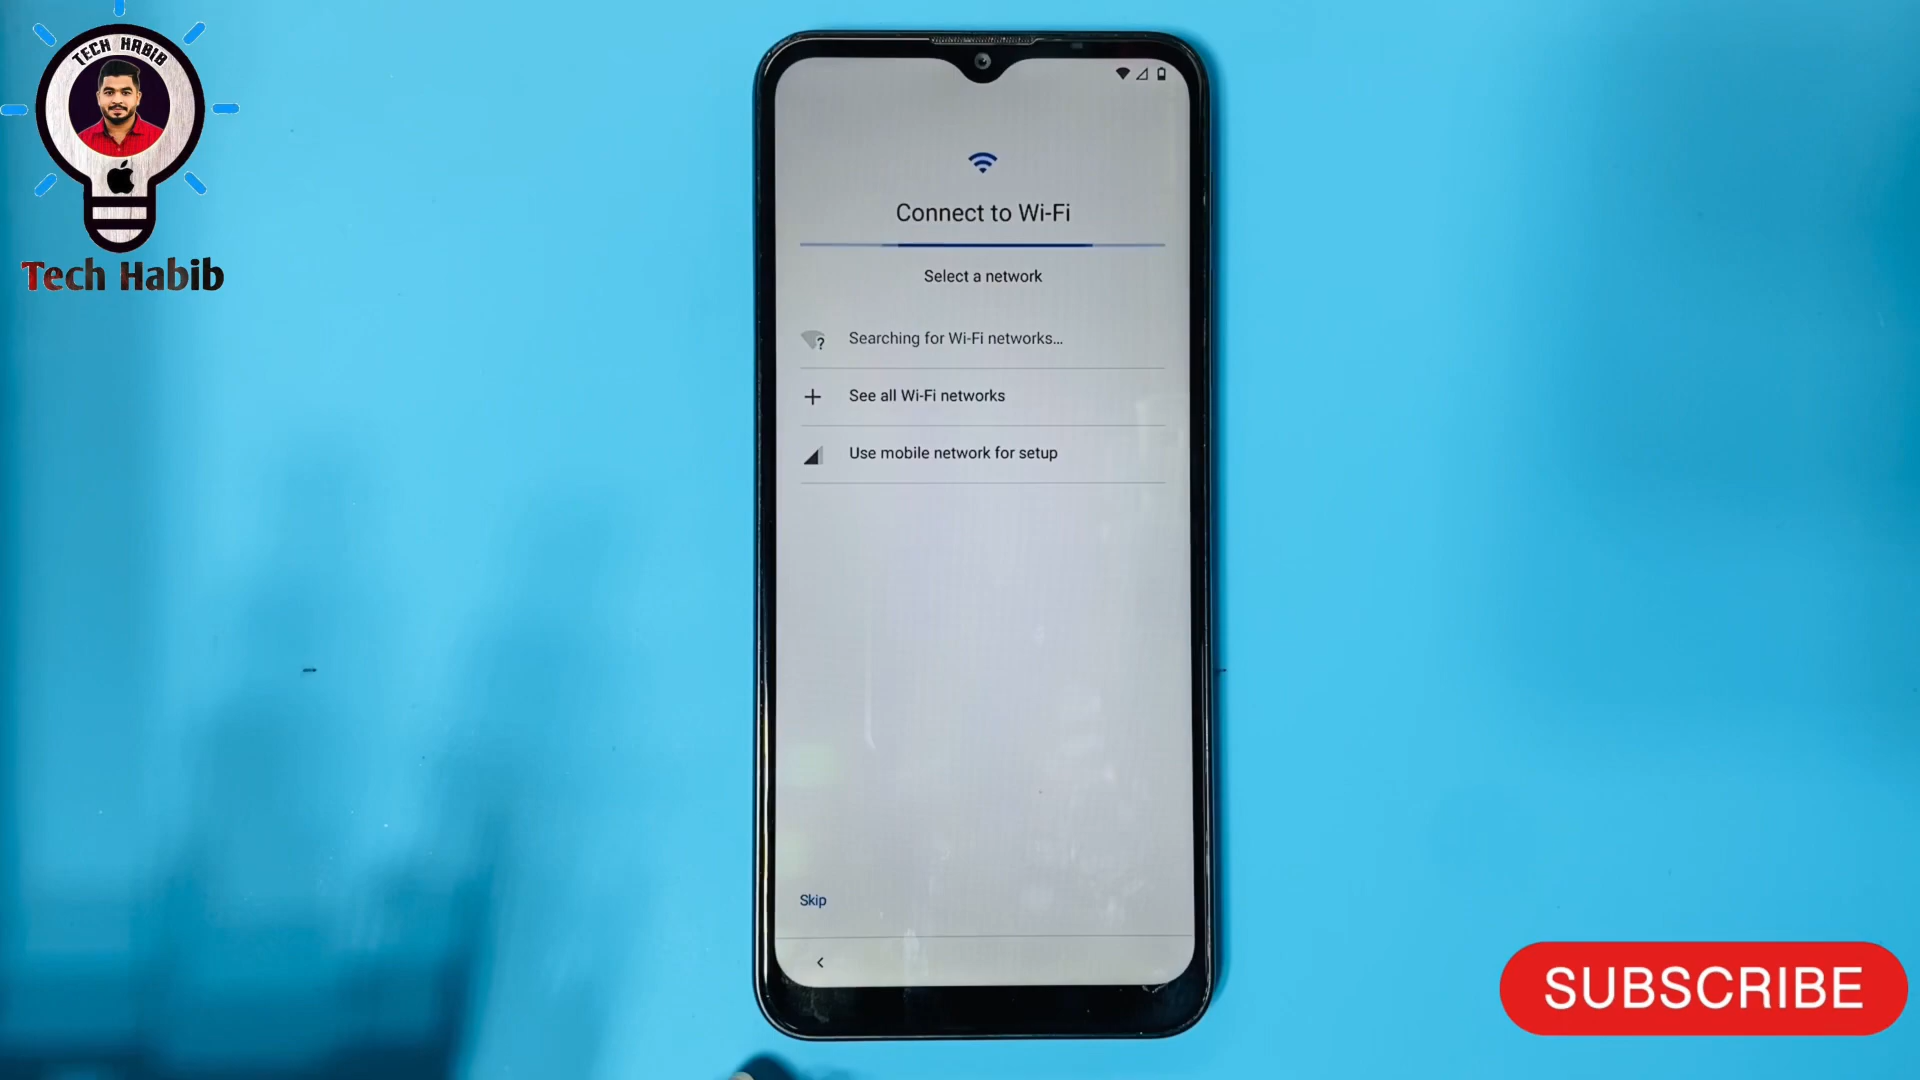 TECH HABIB
Tech Habib
Connect to Wi-Fi
Select a network
Searching for Wi-Fi networks...
See all Wi-Fi networks
Use mobile network for setup
Skip
SUBSCRIBE